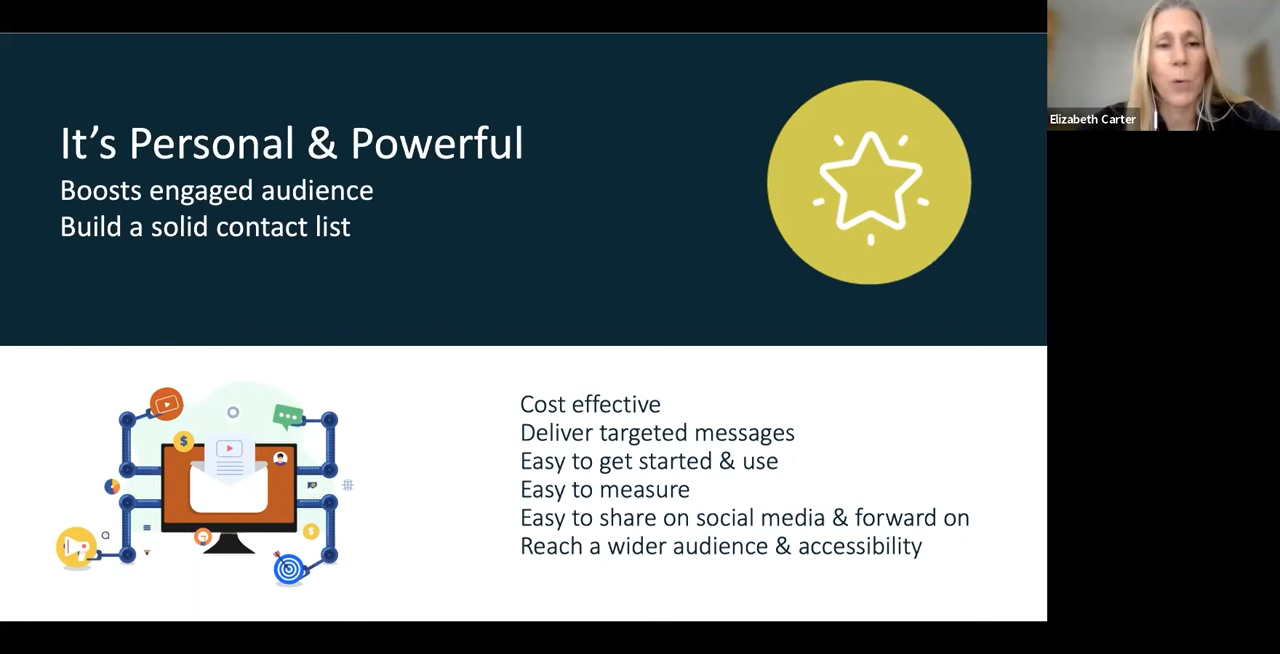 It's Personal & Powerful
Boosts engaged audience
Build a solid contact list
Elizabeth Carter
$
$
Cost effective
Deliver targeted messages
Easy to get started & use
Easy to measure
Easy to share on social media & forward on
Reach a wider audience & accessibility